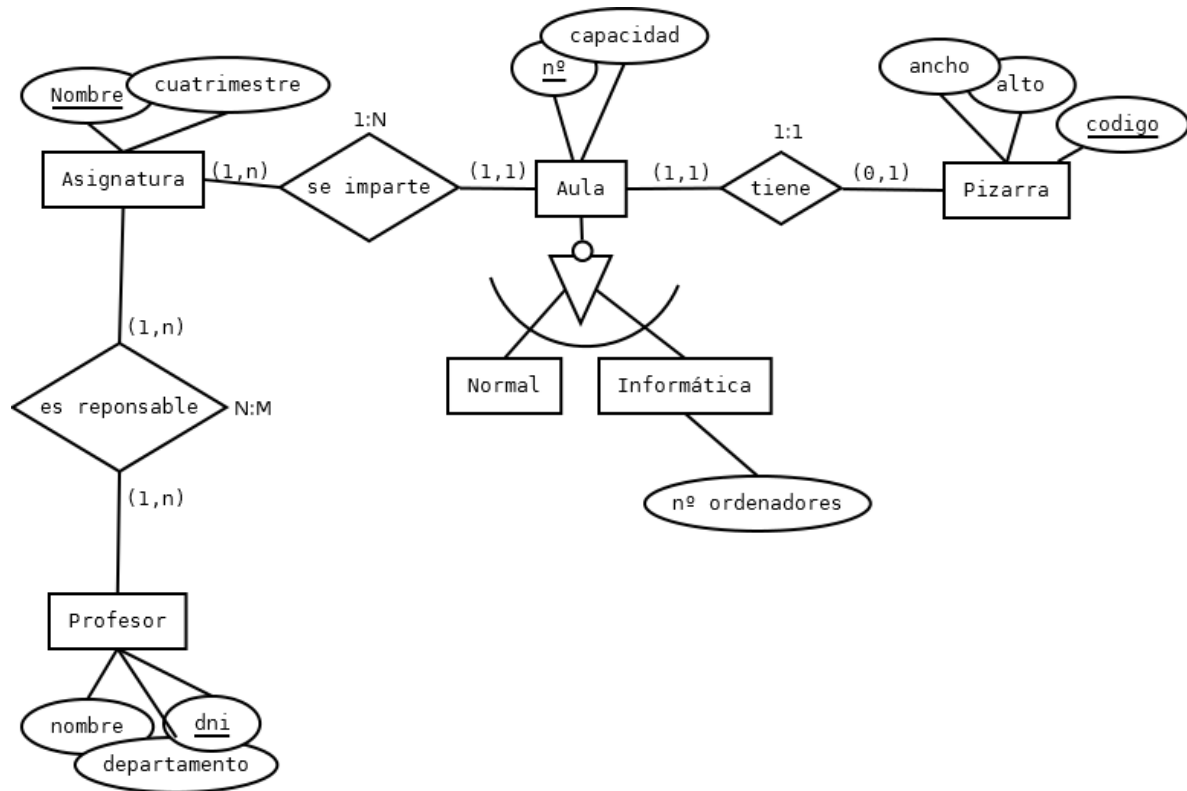 capacidad
nº
ancho
alto
codigo
Nombre
cuatrimestre
1:N
1:1
Asignatura
(1,n)
se imparte
(1,1)
Aula
(1,1)
tiene
(0,1)
Pizarra
(1,n)
Normal
Informática
es reponsable
N:M
(1,n)
nº ordenadores
Profesor
nombre
dni
departamento